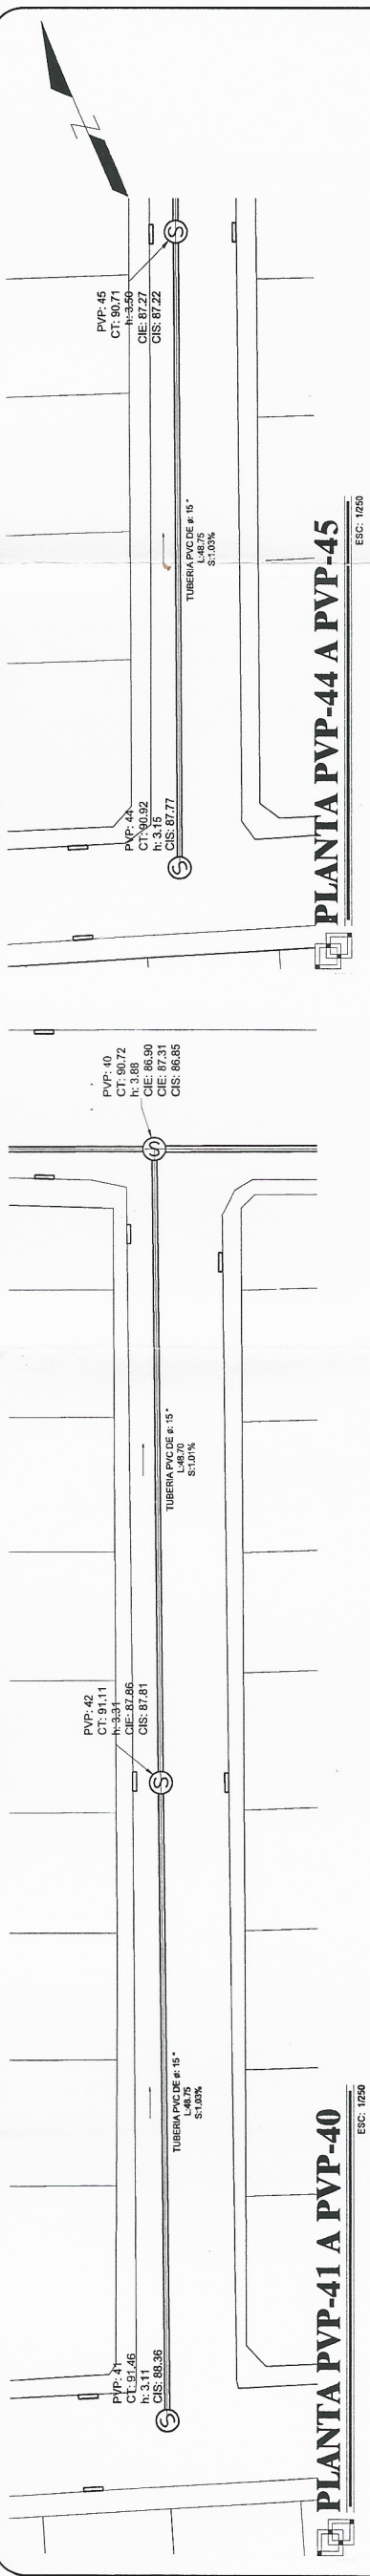 PVP: 41
CT: 91.46
h: 3.11
CIS: 88.36
TUBERIA PVC DE ø: 15"
L:48.75
S:1.03%
PVP: 42
CT: 91.11
h: 3.31
CIE: 87.86
CIS: 87.81
TUBERIA PVC DE ø: 15"
L:48.70
S:1.01%
PVP: 40
CT: 90.72
h: 3.88
CIE: 86.90
CIE: 87.31
CIS: 86.85
PLANTA PVP-41 A PVP-40
ESC: 1/250
PVP: 44
CT: 90.92
h: 3.15
CIS: 87.77
TUBERIA PVC DE ø: 15"
L:48.75
S:1.03%
PVP: 45
CT: 90.71
h: 3.50
CIE: 87.27
CIS: 87.22
PLANTA PVP-44 A PVP-45
ESC: 1/250
N
S
S
S
S
S